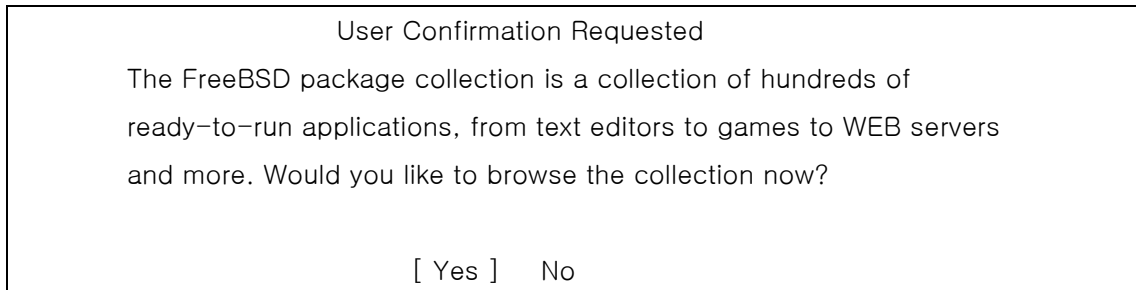 User Confirmation Requested
The FreeBSD package collection is a collection of hundreds of
ready-to-run applications, from text editors to games to WEB servers
and more. Would you like to browse the collection now?
[ Yes ] No